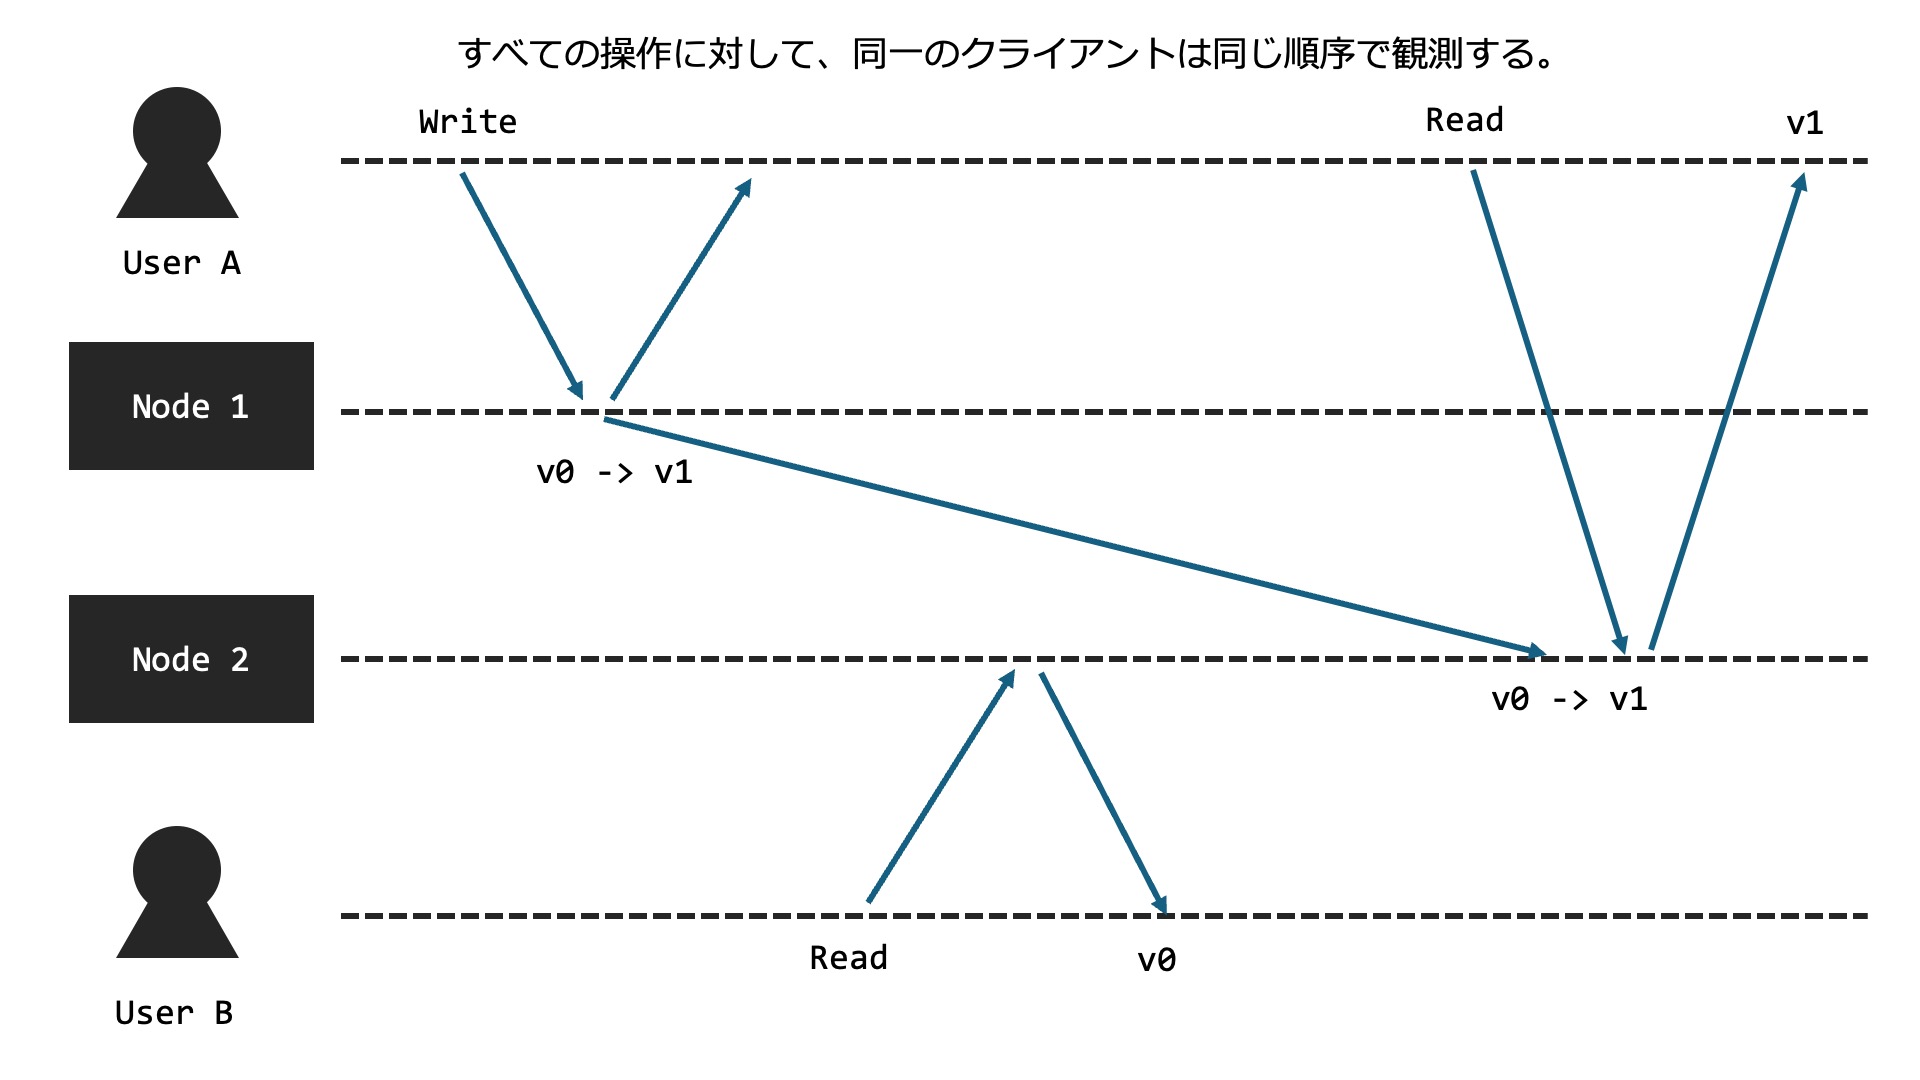 すべての操作に対して、同一のクライアントは同じ順序で観測する。
Write
Read
v1
User A
Node 1
v0 -> v1
Node 2
v0 -> v1
Read
v0
User B